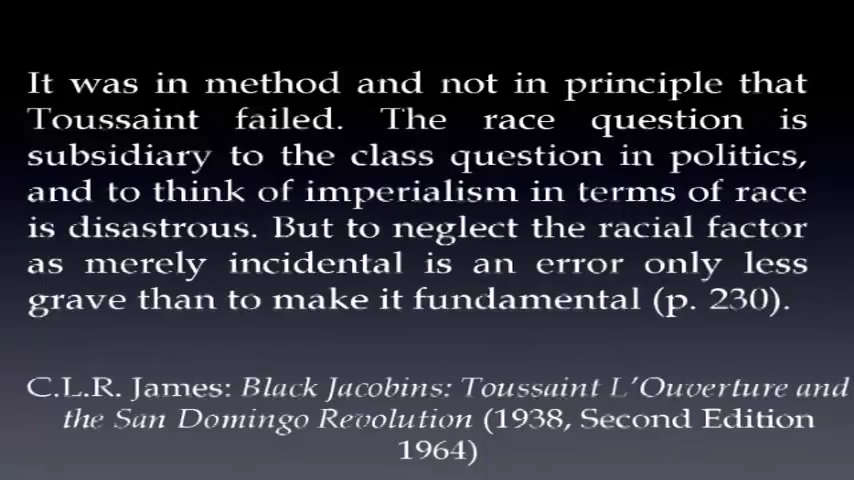 It was in method and not in principle that
Toussaint failed. The race question is
subsidiary to the class question in politics,
and to think of imperialism in terms of race
is disastrous. But to neglect the racial factor
as merely incidental is an error only less
grave than to make it fundamental (p. 230).
C.L.R. James: Black Jacobins: Toussaint L'Ouverture and
the San Domingo Revolution (1938, Second Edition
1964)